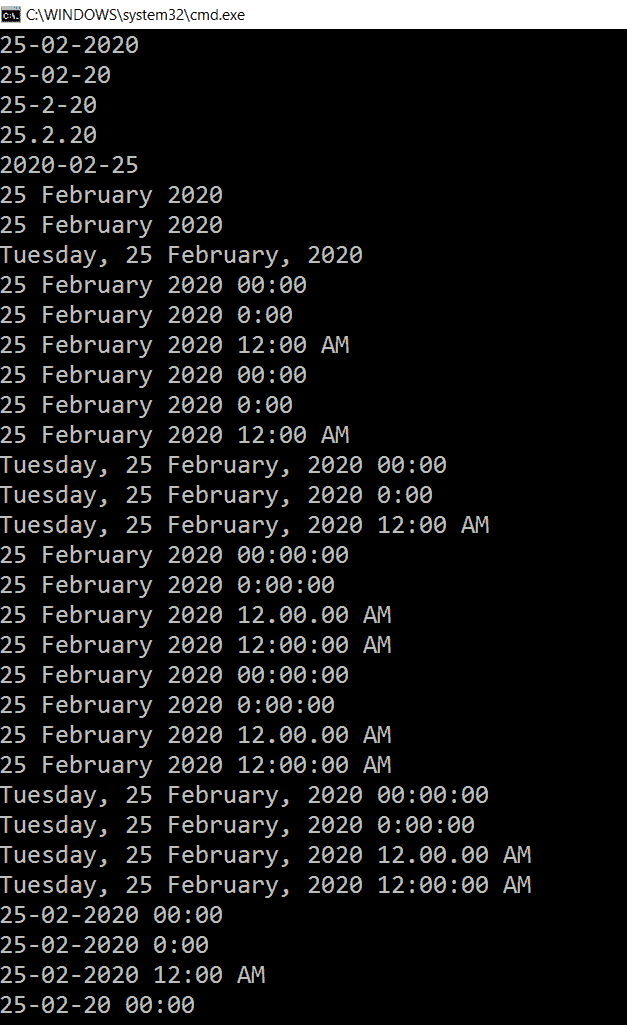 C:\WINDOWS\system32\cmd.exe
25-02-2020
25-02-20
25-2-20
25.2.20
2020-02-25
25 February 2020
25 February 2020
Tuesday, 25 February, 2020
25 February 2020 00:00
25 February 2020 0:00
25 February 2020 12:00 AM
25 February 2020 00:00
25 February 2020 0:00
25 February 2020 12:00 AM
Tuesday, 25 February, 2020 00:00
Tuesday, 25 February, 2020 0:00
Tuesday, 25 February, 2020 12:00 AM
25 February 2020 00:00:00
25 February 2020 0:00:00
25 February 2020 12.00.00 AM
25 February 2020 12:00:00 AM
25 February 2020 00:00:00
25 February 2020 0:00:00
25 February 2020 12.00.00 AM
25 February 2020 12:00:00 AM
Tuesday, 25 February, 2020 00:00:00
Tuesday, 25 February, 2020 0:00:00
Tuesday, 25 February, 2020 12.00.00 AM
Tuesday, 25 February, 2020 12:00:00 AM
25-02-2020 00:00
25-02-2020 0:00
25-02-2020 12:00 AM
25-02-20 00:00